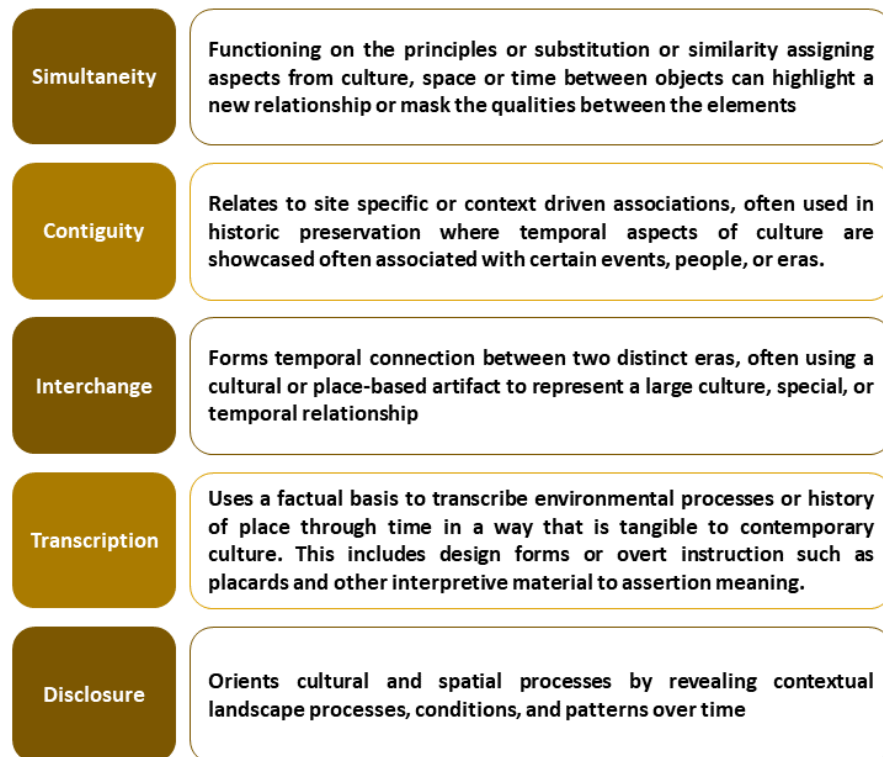 Simultaneity
Functioning on the principles or substitution or similarity assigning
aspects from culture, space or time between objects can highlight a
new relationship or mask the qualities between the elements
Contiguity
Relates to site specific or context driven associations, often used in
historic preservation where temporal aspects of culture are
showcased often associated with certain events, people, or eras.
Interchange
Forms temporal connection between two distinct eras, often using a
cultural or place-based artifact to represent a large culture, special, or
temporal relationship
Transcription
Uses a factual basis to transcribe environmental processes or history
of place through time in a way that is tangible to contemporary
culture. This includes design forms or overt instruction such as
placards and other interpretive material to assertion meaning.
Disclosure
Orients cultural and spatial processes by revealing contextual
landscape processes, conditions, and patterns over time